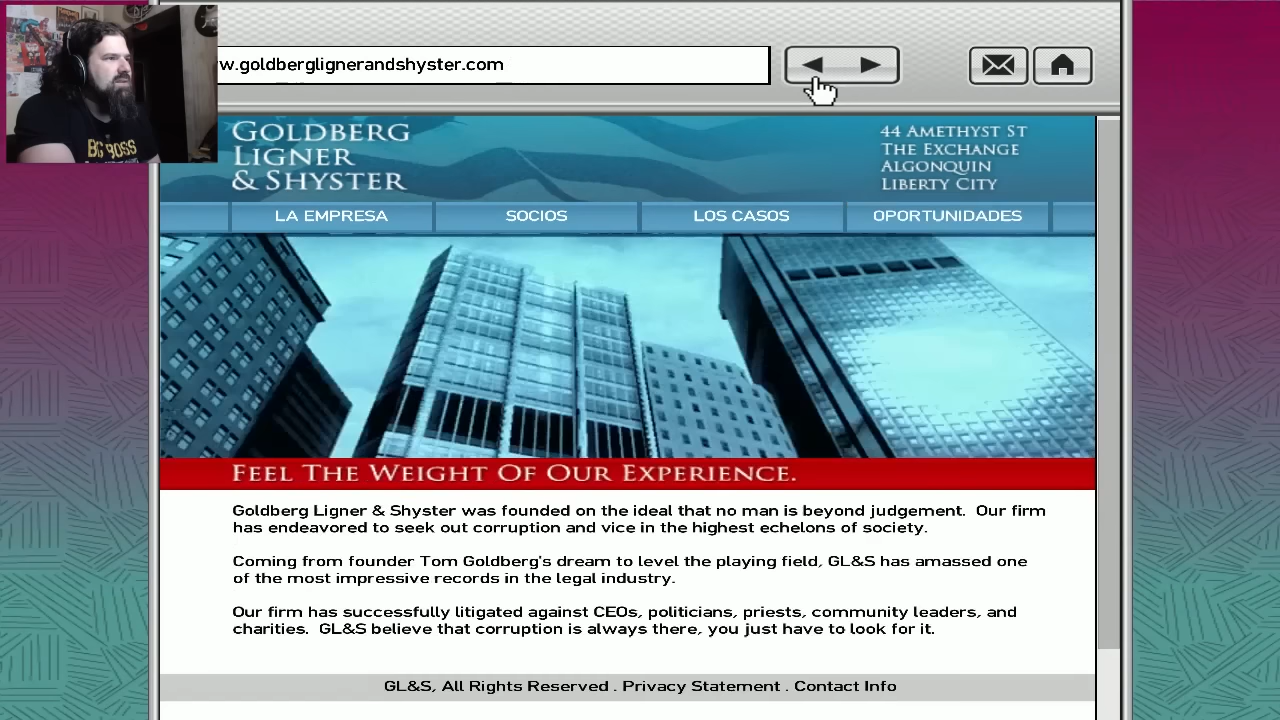 w.goldberglignerandshyster.com
GOLDBERG
LIGNER
& SHYSTER
44 AMETHYST ST
THE EXCHANGE
ALGONQUIN
LIBERTY CITY
LA EMPRESA
SOCIOS
LOS CASOS
OPORTUNIDADES
FEEL THE WEIGHT OF OUR EXPERIENCE.
Goldberg Ligner & Shyster was founded on the ideal that no man is beyond judgement. Our firm
has endeavored to seek out corruption and vice in the highest echelons of society.
Coming from founder Tom Goldberg's dream to level the playing field, GL&S has amassed one
of the most impressive records in the legal industry.
Our firm has successfully litigated against CEOs, politicians, priests, community leaders, and
charities. GL&S believe that corruption is always there, you just have to look for it.
GL&S, All Rights Reserved . Privacy Statement . Contact Info